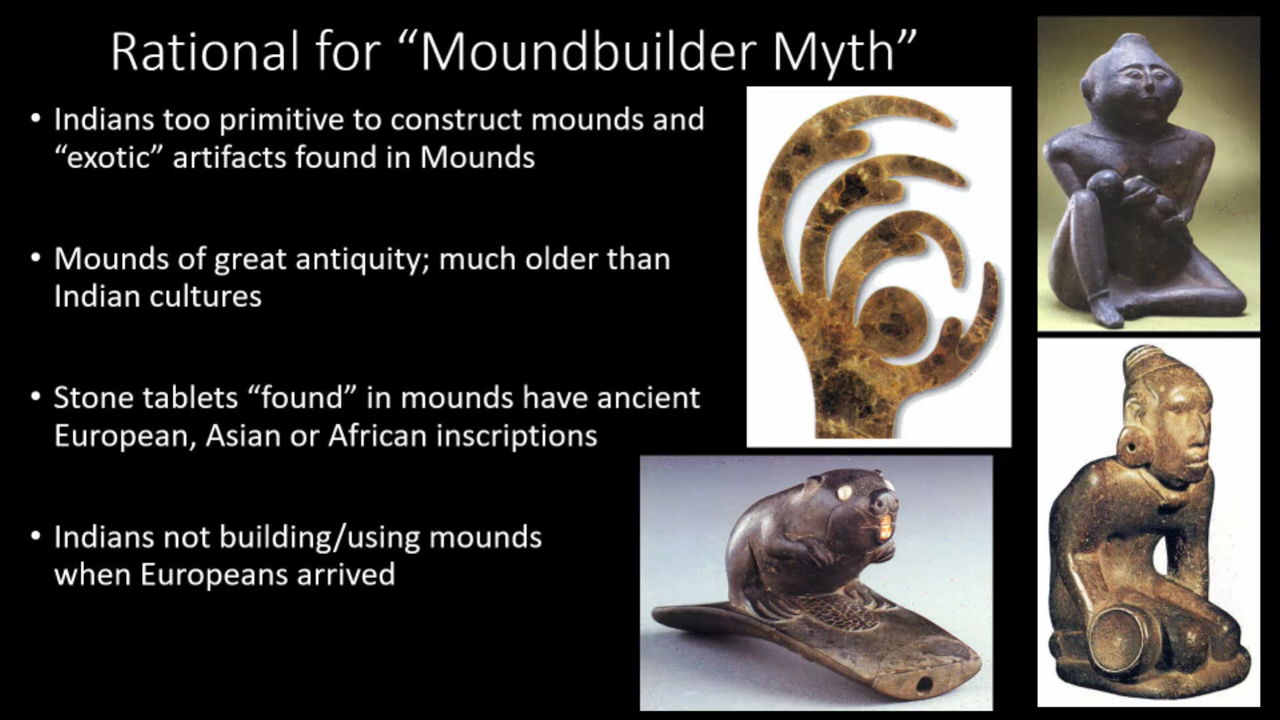 Rational for “Moundbuilder Myth”
• Indians too primitive to construct mounds and
“exotic” artifacts found in Mounds
• Mounds of great antiquity; much older than
Indian cultures
• Stone tablets “found” in mounds have ancient
European, Asian or African inscriptions
• Indians not building/using mounds
when Europeans arrived